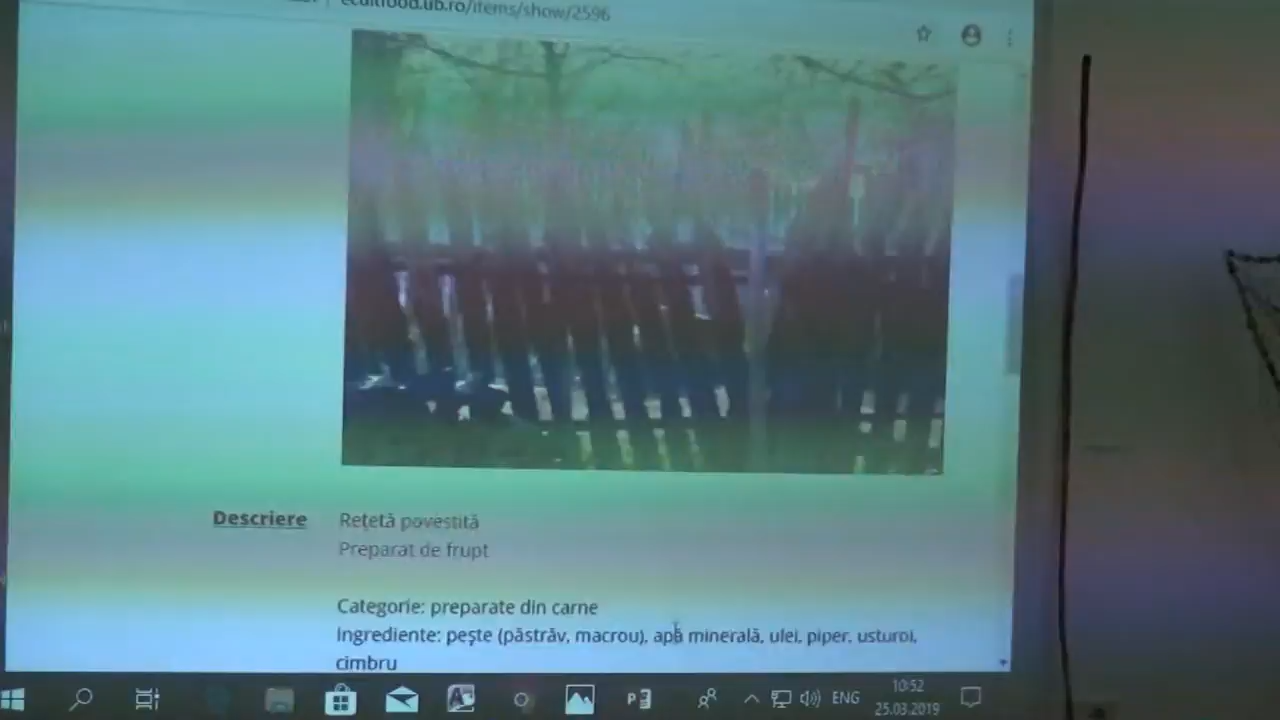 ecultfood.ub.ro/items/show/2596
Descriere
Rețetă povestită
Preparat de frupt
Categorie: preparate din carne
Ingrediente: pește (păstrăv, macrou), apă minerală, ulei, piper, usturoi,
cimbru
ENG
10:52
25.03.2019